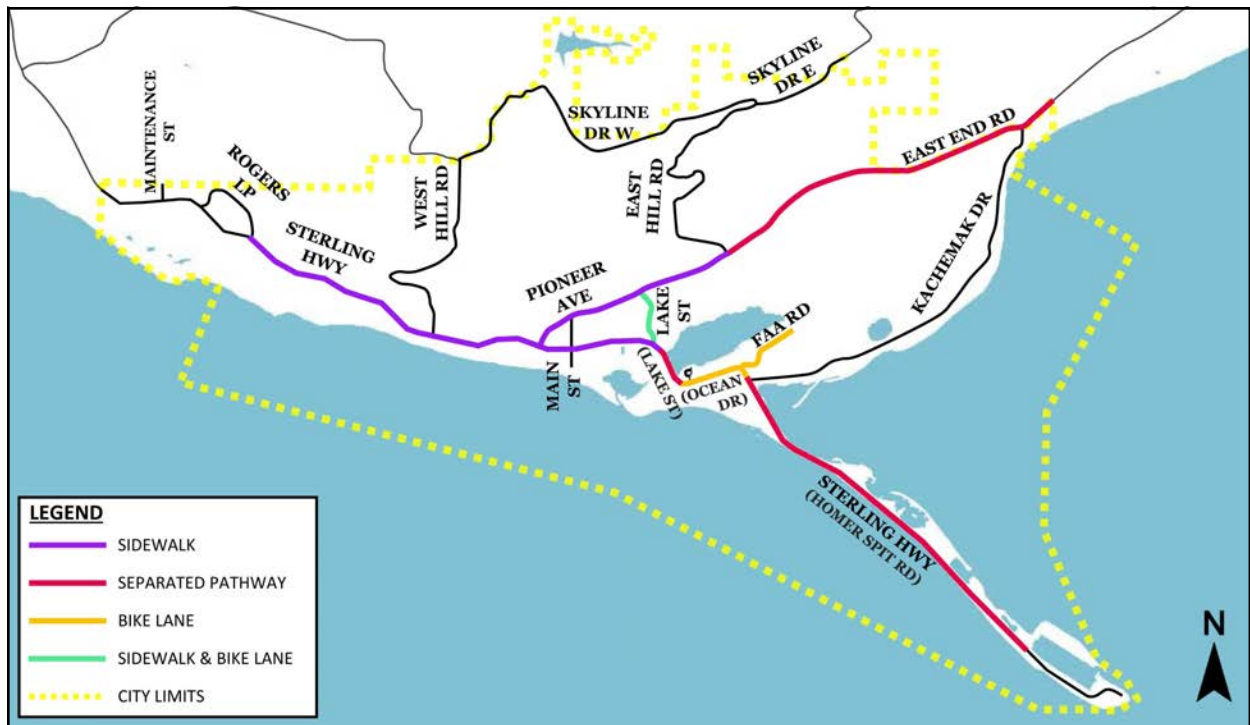 SKYLINE
DR E
MAINTENANCE
ST
ROGERS
LP
SKYLINE
DR W
EAST END RD
WEST
HILL RD
EAST
HILL RD
STERLING
HWY
KACHEMAK DR
PIONEER
AVE
LAKE
ST
FAA RD
MAIN
ST
(LAKE ST)
(OCEAN
DR)
STERLING HWY
(HOMER SPIT RD)
LEGEND
SIDEWALK
SEPARATED PATHWAY
BIKE LANE
SIDEWALK & BIKE LANE
CITY LIMITS
N